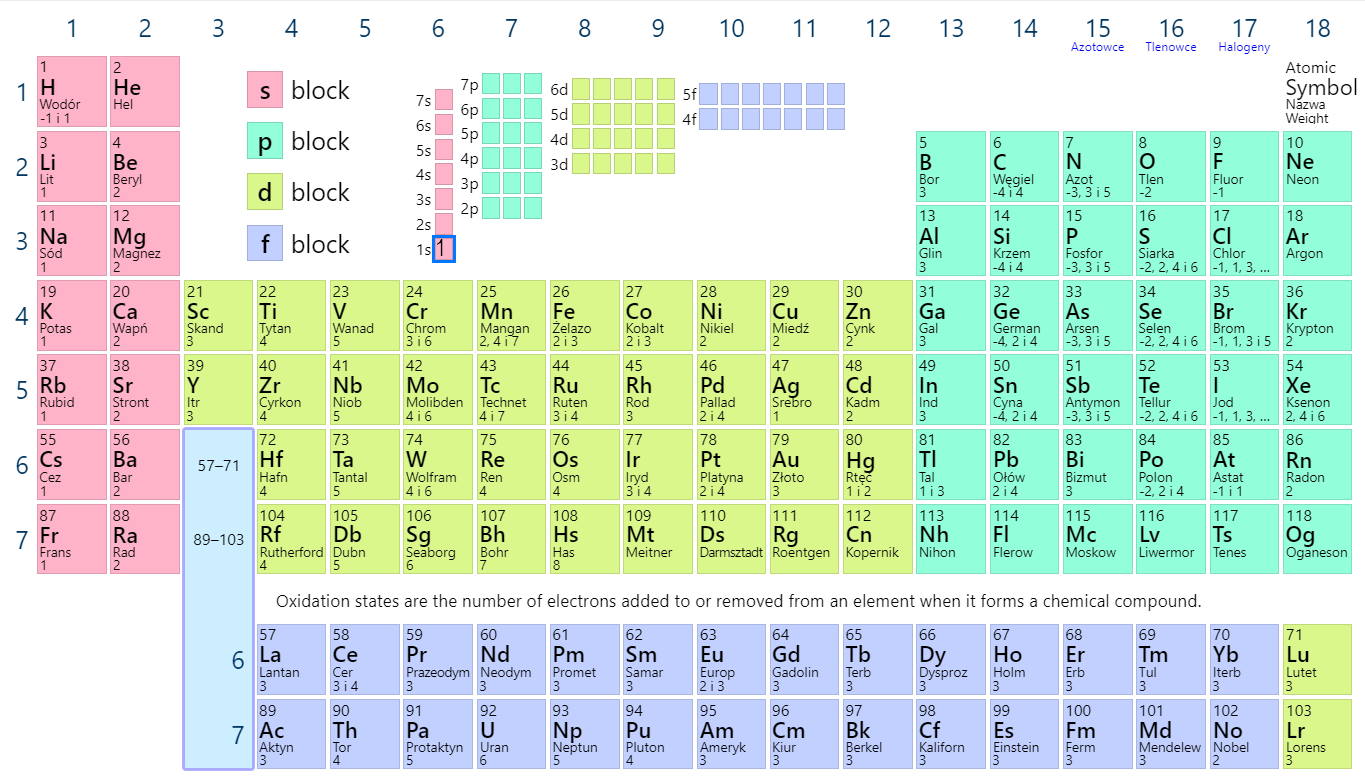 1 2 3 4 5 6 7 8 9 10 11 12 13 14 15 16 17 18
Azotowce Tlenowce Halogeny
1
1 H Wodór -1 i 1
2 He Hel
s block
p block
d block
f block
7s
6s
5s
4s
3s
2s
1s 1
7p
6p
5p
4p
3p
2p
6d
5d
4d
3d
5f
4f
Atomic
Symbol
Nazwa
Weight
2
3 Li Lit 1
4 Be Beryl 2
5 B Bor 3
6 C Węgiel -4 i 4
7 N Azot -3, 3 i 5
8 O Tlen -2
9 F Fluor -1
10 Ne Neon
3
11 Na Sód 1
12 Mg Magnez 2
13 Al Glin 3
14 Si Krzem -4 i 4
15 P Fosfor -3, 3 i 5
16 S Siarka -2, 2, 4 i 6
17 Cl Chlor -1, 1, 3, ...
18 Ar Argon
4
19 K Potas 1
20 Ca Wapń 2
21 Sc Skand 3
22 Ti Tytan 4
23 V Wanad 5
24 Cr Chrom 3 i 6
25 Mn Mangan 2, 4 i 7
26 Fe Żelazo 2 i 3
27 Co Kobalt 2 i 3
28 Ni Nikiel 2
29 Cu Miedź 2
30 Zn Cynk 2
31 Ga Gal 3
32 Ge German -4, 2 i 4
33 As Arsen -3, 3 i 5
34 Se Selen -2, 2, 4 i 6
35 Br Brom -1, 1, 3 i 5
36 Kr Krypton 2
5
37 Rb Rubid 1
38 Sr Stront 2
39 Y Itr 3
40 Zr Cyrkon 4
41 Nb Niob 5
42 Mo Molibden 4 i 6
43 Tc Technet 4 i 7
44 Ru Ruten 3 i 4
45 Rh Rod 3
46 Pd Pallad 2 i 4
47 Ag Srebro 1
48 Cd Kadm 2
49 In Ind 3
50 Sn Cyna -4, 2 i 4
51 Sb Antymon -3, 3 i 5
52 Te Tellur -2, 2, 4 i 6
53 I Jod -1, 1, 3, ...
54 Xe Ksenon 2, 4 i 6
6
55 Cs Cez 1
56 Ba Bar 2
57–71
72 Hf Hafn 4
73 Ta Tantal 5
74 W Wolfram 4 i 6
75 Re Ren 4
76 Os Osm 4
77 Ir Iryd 3 i 4
78 Pt Platyna 2 i 4
79 Au Złoto 3
80 Hg Rtęć 1 i 2
81 Tl Tal 1 i 3
82 Pb Ołów 2 i 4
83 Bi Bizmut 3
84 Po Polon -2, 2 i 4
85 At Astat -1 i 1
86 Rn Radon 2
7
87 Fr Frans 1
88 Ra Rad 2
89–103
104 Rf Rutherford 4
105 Db Dubn 5
106 Sg Seaborg 6
107 Bh Bohr 7
108 Hs Has 8
109 Mt Meitner
110 Ds Darmsztadt
111 Rg Roentgen
112 Cn Kopernik
113 Nh Nihon
114 Fl Flerow
115 Mc Moskow
116 Lv Liwermor
117 Ts Tenes
118 Og Oganeson
Oxidation states are the number of electrons added to or removed from an element when it forms a chemical compound.
6
57 La Lantan 3
58 Ce Cer 3 i 4
59 Pr Prazeodym 3
60 Nd Neodym 3
61 Pm Promet 3
62 Sm Samar 3
63 Eu Europ 2 i 3
64 Gd Gadolin 3
65 Tb Terb 3
66 Dy Dysproz 3
67 Ho Holm 3
68 Er Erb 3
69 Tm Tul 3
70 Yb Iterb 2
71 Lu Lutet 3
7
89 Ac Aktyn 3
90 Th Tor 4
91 Pa Protaktyn 5
92 U Uran 6
93 Np Neptun 5
94 Pu Pluton 4
95 Am Ameryk 3
96 Cm Kiur 3
97 Bk Berkel 3
98 Cf Kaliforn 3
99 Es Einstein 3
100 Fm Ferm 3
101 Md Mendelew 3
102 No Nobel 2
103 Lr Lorens 3